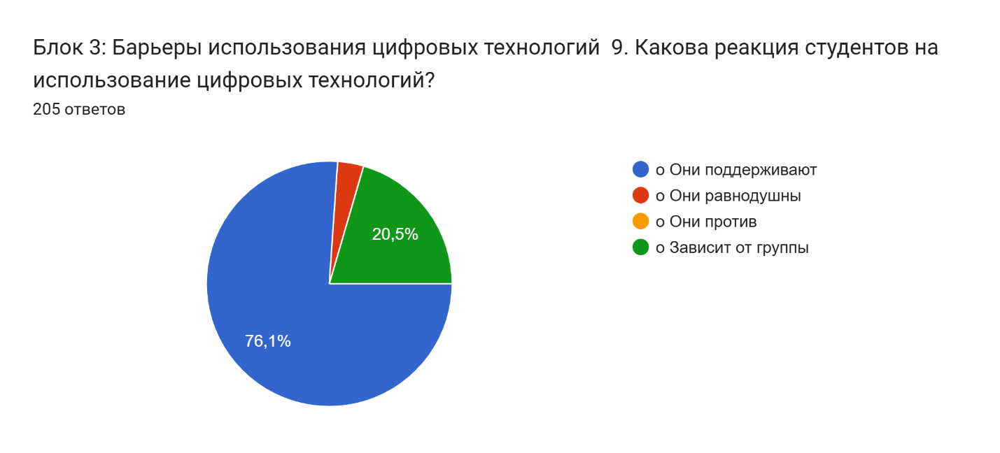 Блок 3: Барьеры использования цифровых технологий  9. Какова реакция студентов на
использование цифровых технологий?
205 ответов
o Они поддерживают
o Они равнодушны
o Они против
o Зависит от группы
20,5%
76,1%